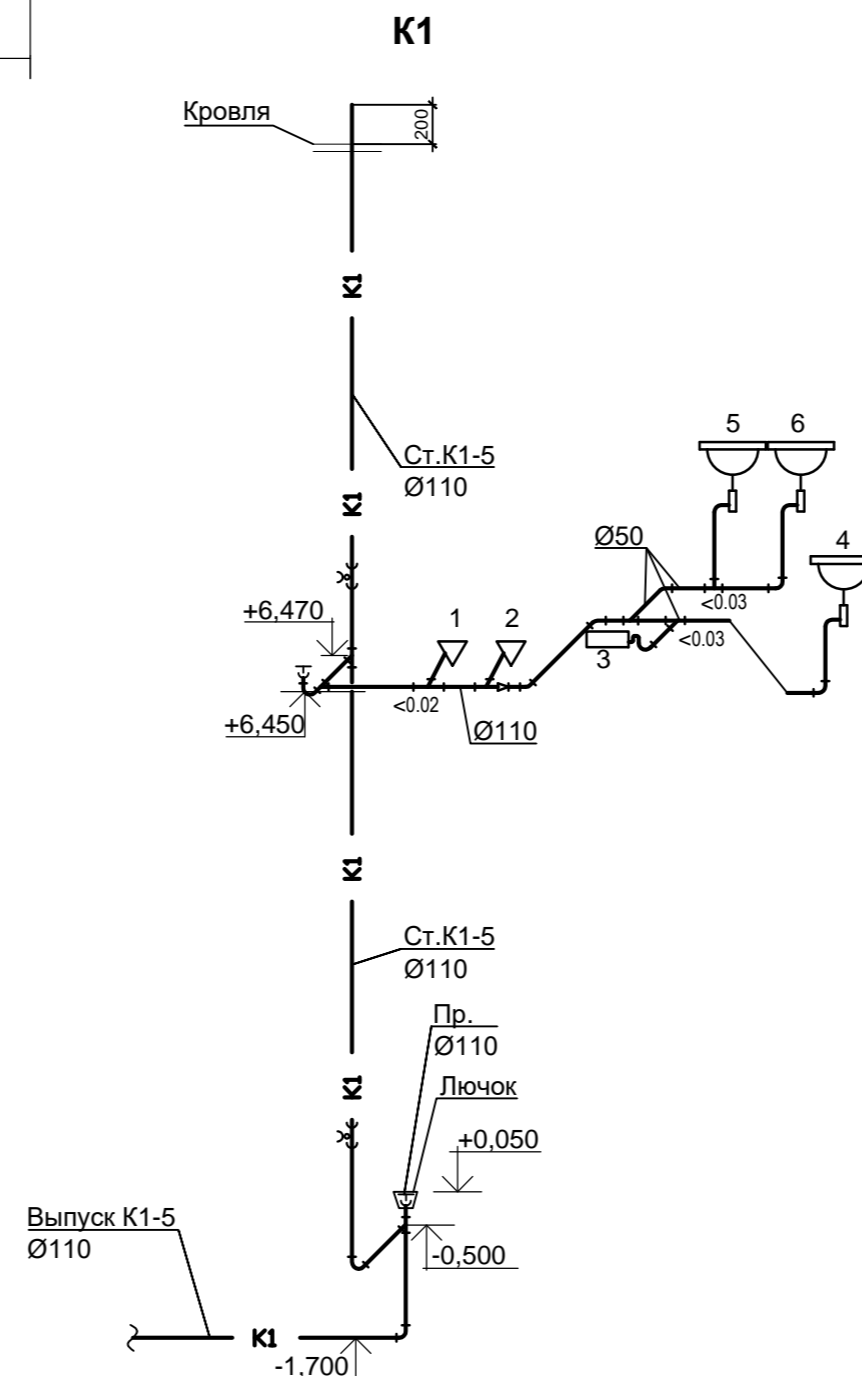 К1
Кровля
200
К1
Ст.К1-5
Ø110
К1
5
6
Ø50
4
+6,470
1
2
<0.03
3
<0.03
<0.02
+6,450
Ø110
К1
Ст.К1-5
Ø110
Пр.
Ø110
К1
Лючок
+0,050
Выпуск К1-5
Ø110
-0,500
К1
-1,700